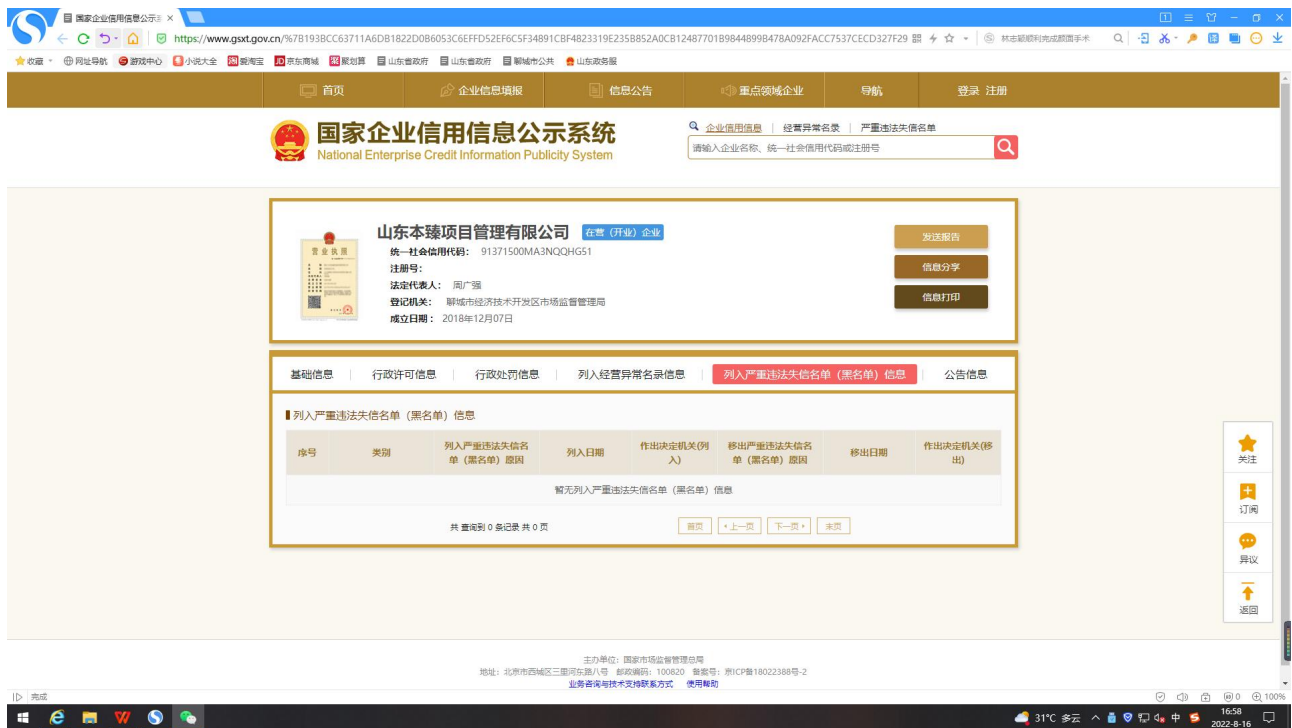 国家企业信用信息公示系
https://www.gsxt.gov.cn/%7B193BCC63711A6DB1822D0B6053C6EFFD52EF6C5F34891CBF4823319E235B852A0CB12487701B9844899B478A092FACC7537CECD327F29
林志颖顺利完成颜面手术
收藏 网址导航 游戏中心 小说大全 爱淘宝 京东商城 聚划算 山东省政府 山东省政府 聊城市公共 山东政务服
首页 企业信息填报 信息公告 重点领域企业 导航 登录 注册
国家企业信用信息公示系统
National Enterprise Credit Information Publicity System
企业信用信息 | 经营异常名录 | 严重违法失信名单
请输入企业名称、统一社会信用代码或注册号
山东本臻项目管理有限公司 在营（开业）企业
统一社会信用代码： 91371500MA3NQQHG51
注册号：
法定代表人： 周广强
登记机关： 聊城市经济技术开发区市场监督管理局
成立日期： 2018年12月07日
营业执照
发送报告
信息分享
信息打印
基础信息 | 行政许可信息 | 行政处罚信息 | 列入经营异常名录信息 | 列入严重违法失信名单（黑名单）信息 | 公告信息
列入严重违法失信名单（黑名单）信息
序号 类别 列入严重违法失信名单（黑名单）原因 列入日期 作出决定机关(列入) 移出严重违法失信名单（黑名单）原因 移出日期 作出决定机关(移出)
暂无列入严重违法失信名单（黑名单）信息
共 查询到 0 条记录 共 0 页 首页 上一页 下一页 末页
关注
订阅
异议
返回
主办单位：国家市场监督管理总局
地址：北京市西城区三里河东路八号 邮政编码：100820 备案号：京ICP备18022388号-2
业务咨询与技术支持联系方式 使用帮助
完成 0 100%
31°C 多云 中 16:58
2022-8-16